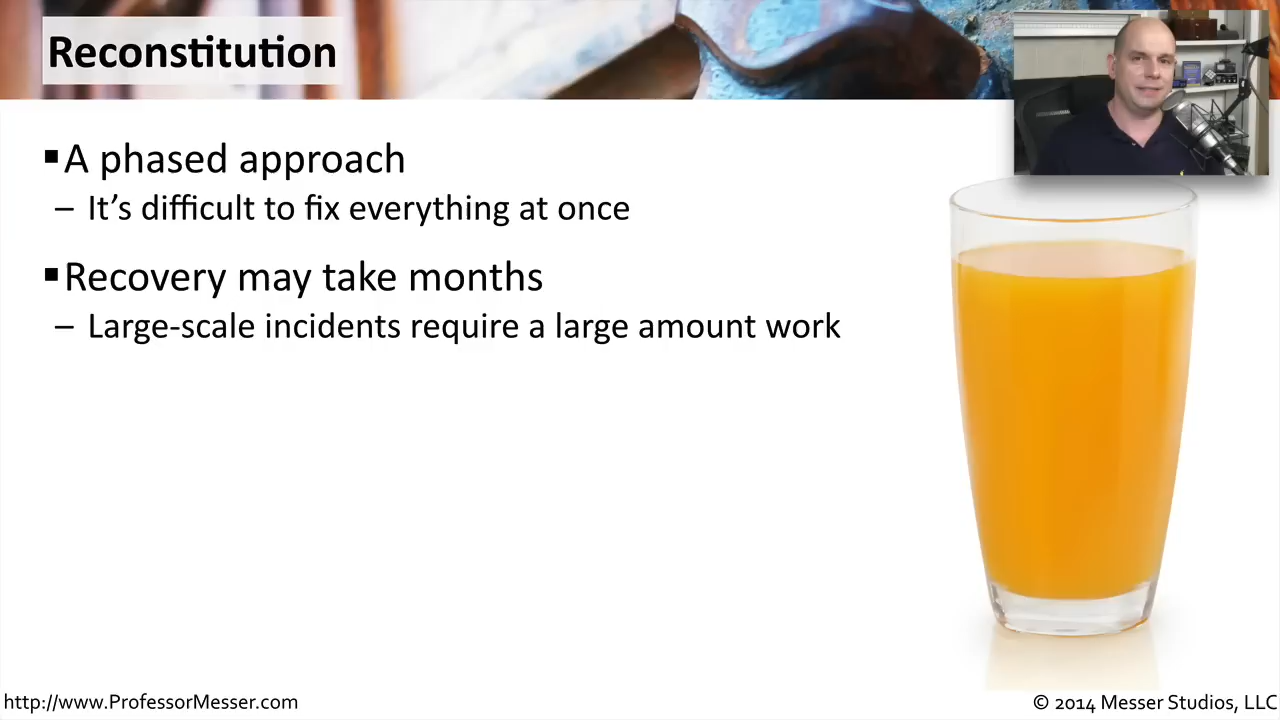 Reconstitution
▪A phased approach
– It's difficult to fix everything at once
▪Recovery may take months
– Large-scale incidents require a large amount work
http://www.ProfessorMesser.com
© 2014 Messer Studios, LLC